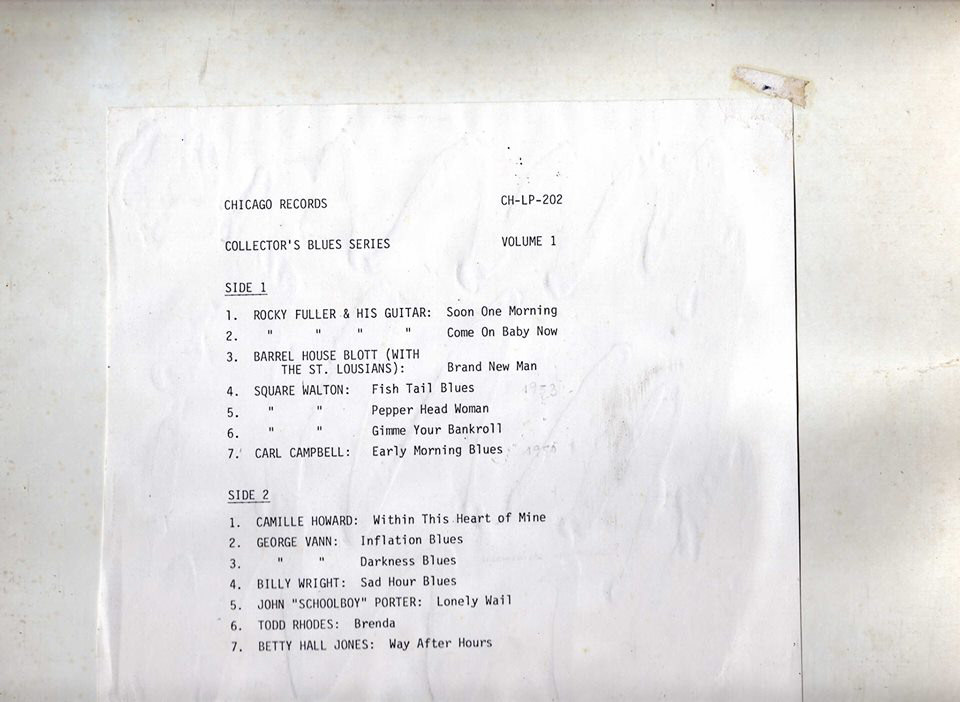 CHICAGO RECORDS CH-LP-202
COLLECTOR'S BLUES SERIES VOLUME 1
SIDE 1
1. ROCKY FULLER & HIS GUITAR: Soon One Morning
2. " " " " Come On Baby Now
3. BARREL HOUSE BLOTT (WITH
THE ST. LOUSIANS): Brand New Man
4. SQUARE WALTON: Fish Tail Blues 1953
5. " " Pepper Head Woman
6. " " Gimme Your Bankroll
7. CARL CAMPBELL: Early Morning Blues
SIDE 2
1. CAMILLE HOWARD: Within This Heart of Mine
2. GEORGE VANN: Inflation Blues
3. " " Darkness Blues
4. BILLY WRIGHT: Sad Hour Blues
5. JOHN "SCHOOLBOY" PORTER: Lonely Wail
6. TODD RHODES: Brenda
7. BETTY HALL JONES: Way After Hours